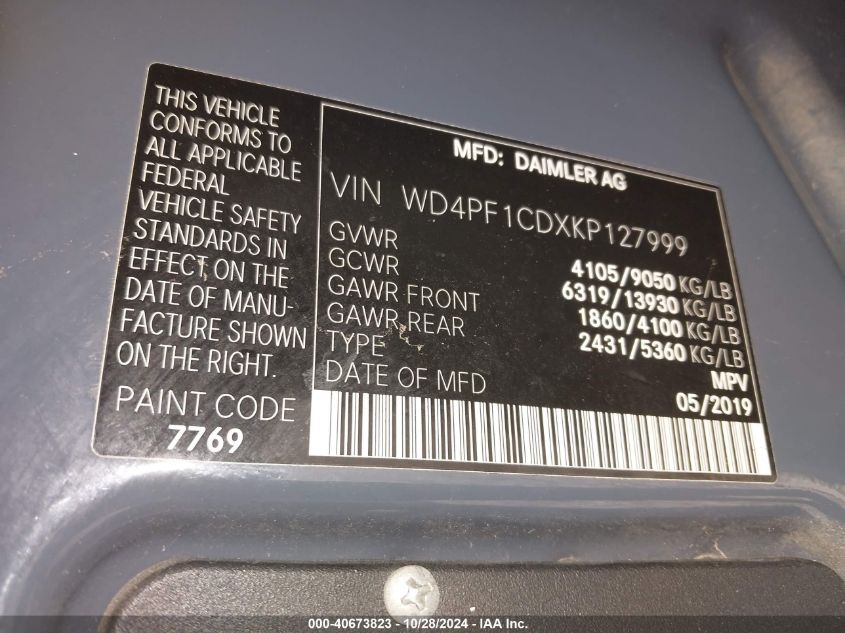 THIS VEHICLE
CONFORMS TO
ALL APPLICABLE
FEDERAL
VEHICLE SAFETY
STANDARDS IN
EFFECT ON THE
DATE OF MANU-
FACTURE SHOWN
ON THE RIGHT.
PAINT CODE
7769
MFD: DAIMLER AG
VIN WD4PF1CDXKP127999
GVWR 4105/9050 KG/LB
GCWR 6319/13930 KG/LB
GAWR FRONT 1860/4100 KG/LB
GAWR REAR 2431/5360 KG/LB
TYPE MPV
DATE OF MFD 05/2019
000-40673823 - 10/28/2024 - IAA Inc.